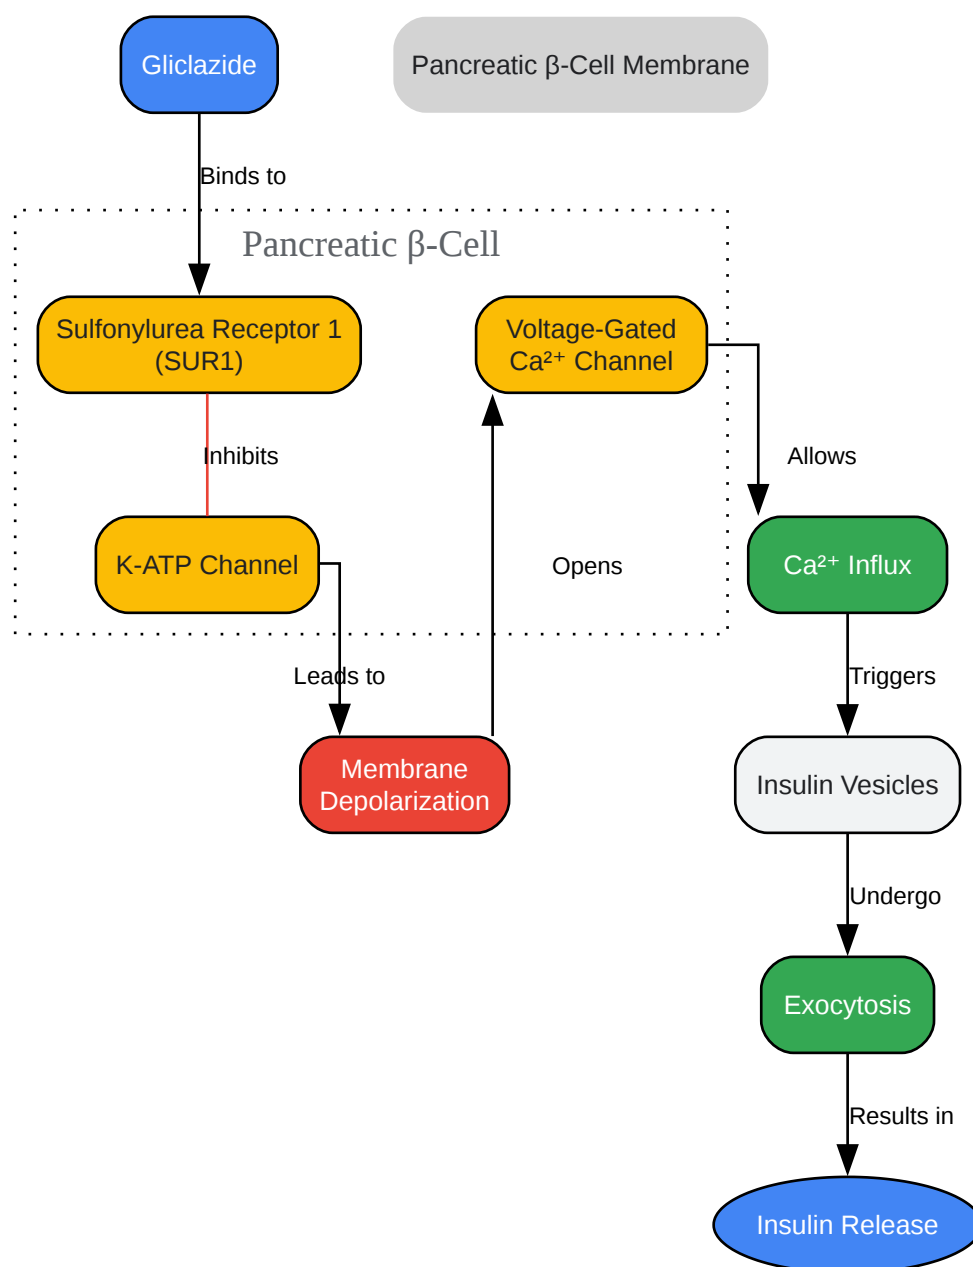 Gliclazide
Pancreatic β-Cell Membrane
Binds to
Pancreatic β-Cell
Sulfonylurea Receptor 1
(SUR1)
Voltage-Gated
Ca²⁺ Channel
Inhibits
Allows
K-ATP Channel
Opens
Ca²⁺ Influx
Leads to
Triggers
Membrane
Depolarization
Insulin Vesicles
Undergo
Exocytosis
Results in
Insulin Release